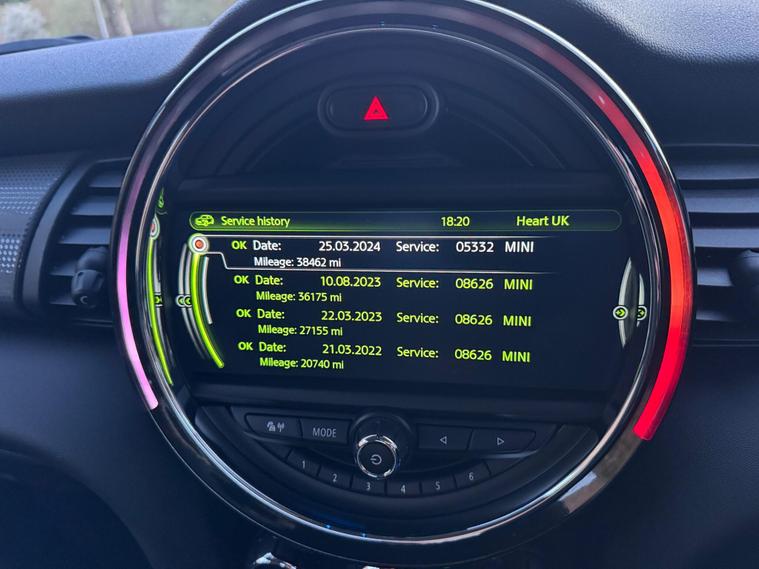 Service history 18:20 Heart UK
OK Date: 25.03.2024 Service: 05332 MINI
Mileage: 38462 mi
OK Date: 10.08.2023 Service: 08626 MINI
Mileage: 36175 mi
OK Date: 22.03.2023 Service: 08626 MINI
Mileage: 27155 mi
OK Date: 21.03.2022 Service: 08626 MINI
Mileage: 20740 mi
MODE
1 2 3 4 5 6